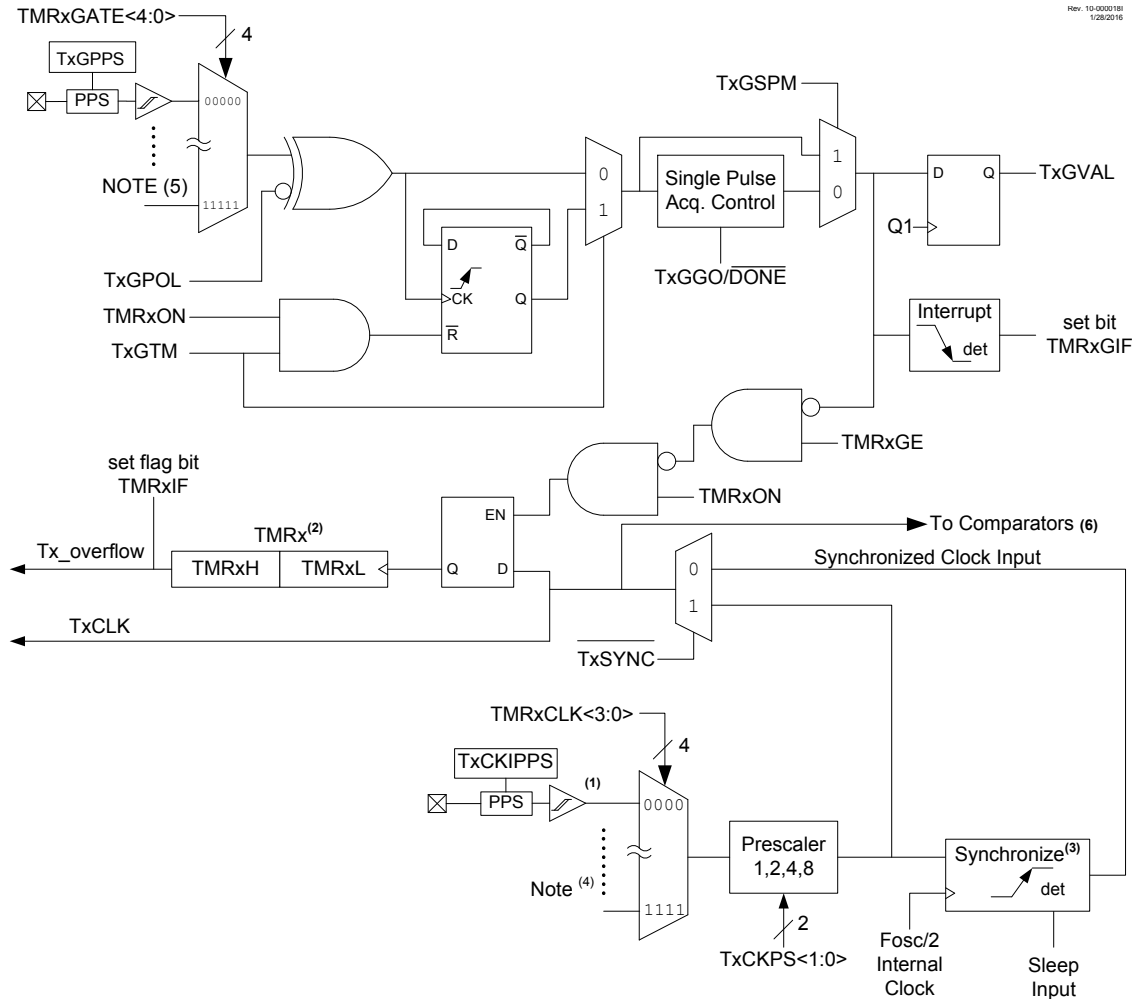 Rev. 10-000018I
1/28/2016
TMRxGATE<4:0>
4
TxGPPS
PPS
00000
NOTE (5)
11111
TxGPOL
TMRxON
TxGTM
D
Q
CK
Q
R
0
1
Single Pulse
Acq. Control
TxGGO/DONE
TxGSPM
1
0
D
Q
Q1
TxGVAL
Interrupt
det
set bit
TMRxGIF
TMRxGE
TMRxON
set flag bit
TMRxIF
Tx_overflow
TMRx(2)
TMRxH
TMRxL
EN
Q
D
TxCLK
To Comparators (6)
0
1
Synchronized Clock Input
TxSYNC
TMRxCLK<3:0>
4
TxCKIPPS
PPS
(1)
0000
Note (4)
1111
Prescaler
1,2,4,8
2
TxCKPS<1:0>
Synchronize(3)
det
Fosc/2
Internal
Clock
Sleep
Input